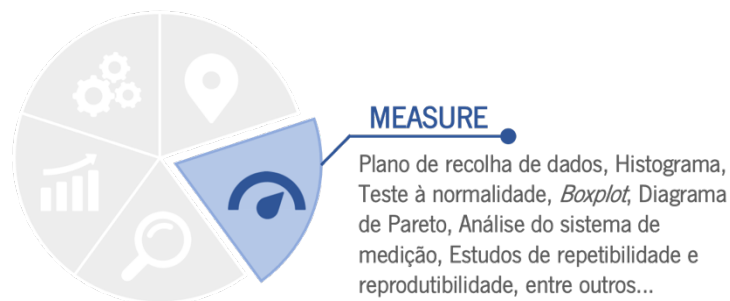 MEASURE
Plano de recolha de dados, Histograma,
Teste à normalidade, Boxplot, Diagrama
de Pareto, Análise do sistema de
medição, Estudos de repetibilidade e
reprodutibilidade, entre outros...